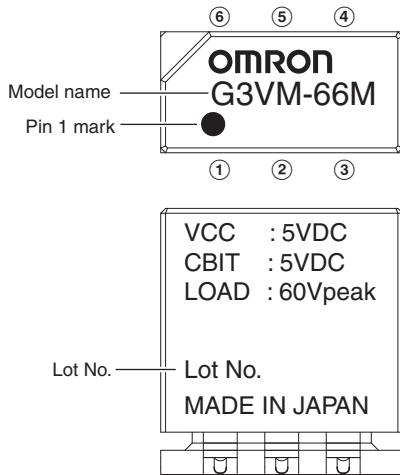 ⑥ ⑤ ④
OMRON
Model name G3VM-66M
Pin 1 mark
① ② ③
VCC : 5VDC
CBIT : 5VDC
LOAD : 60Vpeak
Lot No. Lot No.
MADE IN JAPAN